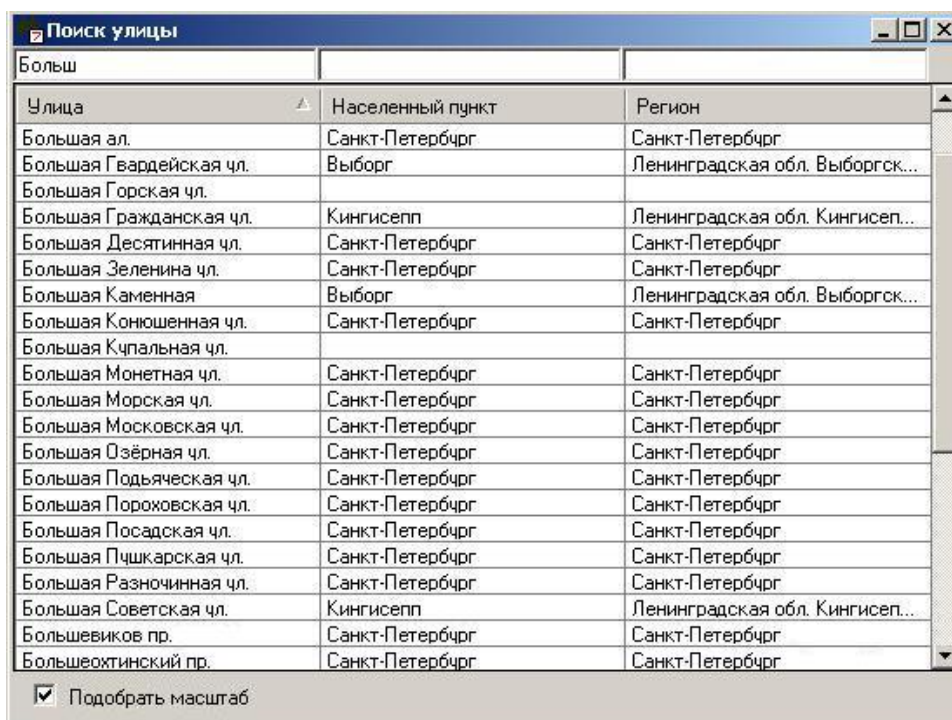 Поиск улицы
Больш
Улица Населенный пункт Регион
Большая ал. Санкт-Петербург Санкт-Петербург
Большая Гвардейская ул. Выборг Ленинградская обл. Выборгск...
Большая Горская ул.
Большая Гражданская ул. Кингисепп Ленинградская обл. Кингисеп...
Большая Десятинная ул. Санкт-Петербург Санкт-Петербург
Большая Зеленина ул. Санкт-Петербург Санкт-Петербург
Большая Каменная Выборг Ленинградская обл. Выборгск...
Большая Конюшенная ул. Санкт-Петербург Санкт-Петербург
Большая Купальная ул.
Большая Монетная ул. Санкт-Петербург Санкт-Петербург
Большая Морская ул. Санкт-Петербург Санкт-Петербург
Большая Московская ул. Санкт-Петербург Санкт-Петербург
Большая Озёрная ул. Санкт-Петербург Санкт-Петербург
Большая Подьяческая ул. Санкт-Петербург Санкт-Петербург
Большая Пороховская ул. Санкт-Петербург Санкт-Петербург
Большая Посадская ул. Санкт-Петербург Санкт-Петербург
Большая Пушкарская ул. Санкт-Петербург Санкт-Петербург
Большая Разночинная ул. Санкт-Петербург Санкт-Петербург
Большая Советская ул. Кингисепп Ленинградская обл. Кингисеп...
Большевиков пр. Санкт-Петербург Санкт-Петербург
Большеохтинский пр. Санкт-Петербург Санкт-Петербург
Подобрать масштаб